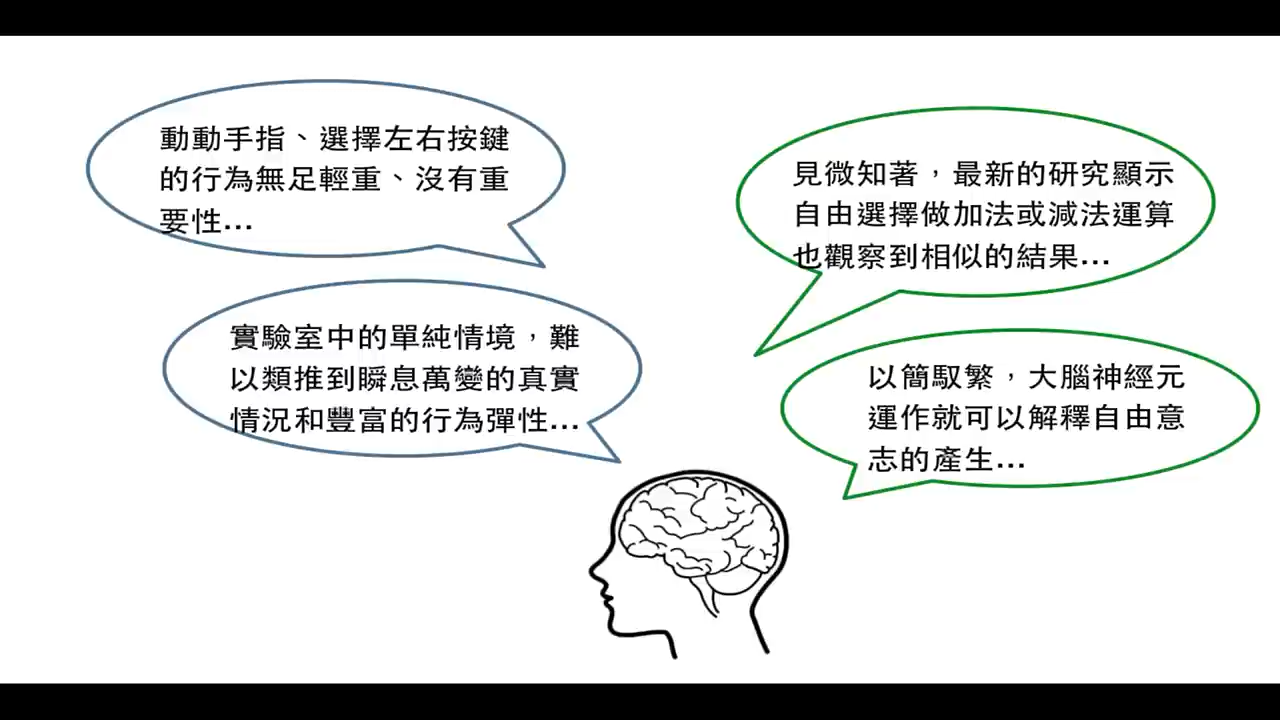 動動手指、選擇左右按鍵
的行為無足輕重、沒有重
要性...
實驗室中的單純情境，難
以類推到瞬息萬變的真實
情況和豐富的行為彈性...
見微知著，最新的研究顯示
自由選擇做加法或減法運算
也觀察到相似的結果...
以簡馭繁，大腦神經元
運作就可以解釋自由意
志的產生...